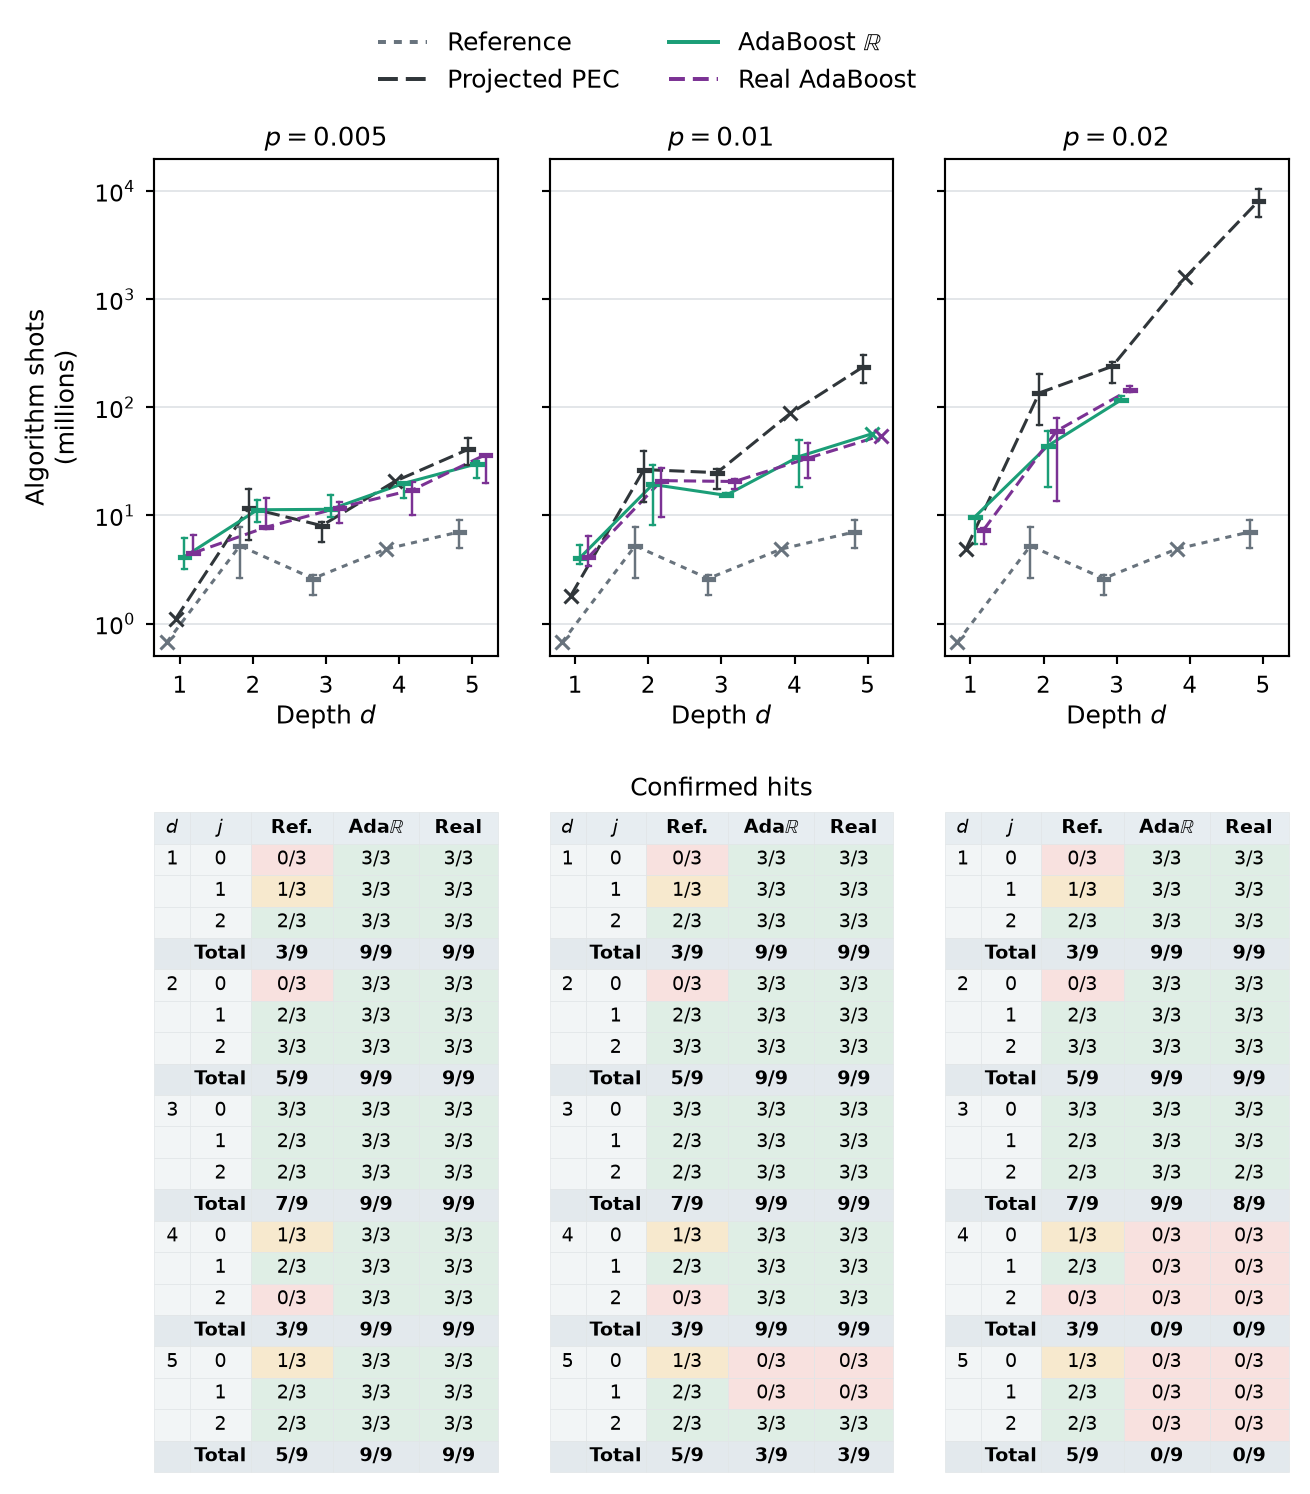 Reference
AdaBoost ℝ
Projected PEC
Real AdaBoost
p = 0.005
p = 0.01
p = 0.02
Algorithm shots
(millions)
10⁴
10³
10²
10¹
10⁰
1 2 3 4 5
1 2 3 4 5
1 2 3 4 5
Depth d
Depth d
Depth d
Confirmed hits
d j Ref. Adaℝ Real d j Ref. Adaℝ Real d j Ref. Adaℝ Real
1 0 0/3 3/3 3/3 1 0 0/3 3/3 3/3 1 0 0/3 3/3 3/3
1 1/3 3/3 3/3 1 1/3 3/3 3/3 1 1/3 3/3 3/3
2 2/3 3/3 3/3 2 2/3 3/3 3/3 2 2/3 3/3 3/3
Total 3/9 9/9 9/9 Total 3/9 9/9 9/9 Total 3/9 9/9 9/9
2 0 0/3 3/3 3/3 2 0 0/3 3/3 3/3 2 0 0/3 3/3 3/3
1 2/3 3/3 3/3 1 2/3 3/3 3/3 1 2/3 3/3 3/3
2 3/3 3/3 3/3 2 3/3 3/3 3/3 2 3/3 3/3 3/3
Total 5/9 9/9 9/9 Total 5/9 9/9 9/9 Total 5/9 9/9 9/9
3 0 3/3 3/3 3/3 3 0 3/3 3/3 3/3 3 0 3/3 3/3 3/3
1 2/3 3/3 3/3 1 2/3 3/3 3/3 1 2/3 3/3 3/3
2 2/3 3/3 3/3 2 2/3 3/3 3/3 2 2/3 3/3 2/3
Total 7/9 9/9 9/9 Total 7/9 9/9 9/9 Total 7/9 9/9 8/9
4 0 1/3 3/3 3/3 4 0 1/3 3/3 3/3 4 0 1/3 0/3 0/3
1 2/3 3/3 3/3 1 2/3 3/3 3/3 1 2/3 0/3 0/3
2 0/3 3/3 3/3 2 0/3 3/3 3/3 2 0/3 0/3 0/3
Total 3/9 9/9 9/9 Total 3/9 9/9 9/9 Total 3/9 0/9 0/9
5 0 1/3 3/3 3/3 5 0 1/3 0/3 0/3 5 0 1/3 0/3 0/3
1 2/3 3/3 3/3 1 2/3 0/3 0/3 1 2/3 0/3 0/3
2 2/3 3/3 3/3 2 2/3 3/3 3/3 2 2/3 0/3 0/3
Total 5/9 9/9 9/9 Total 5/9 3/9 3/9 Total 5/9 0/9 0/9